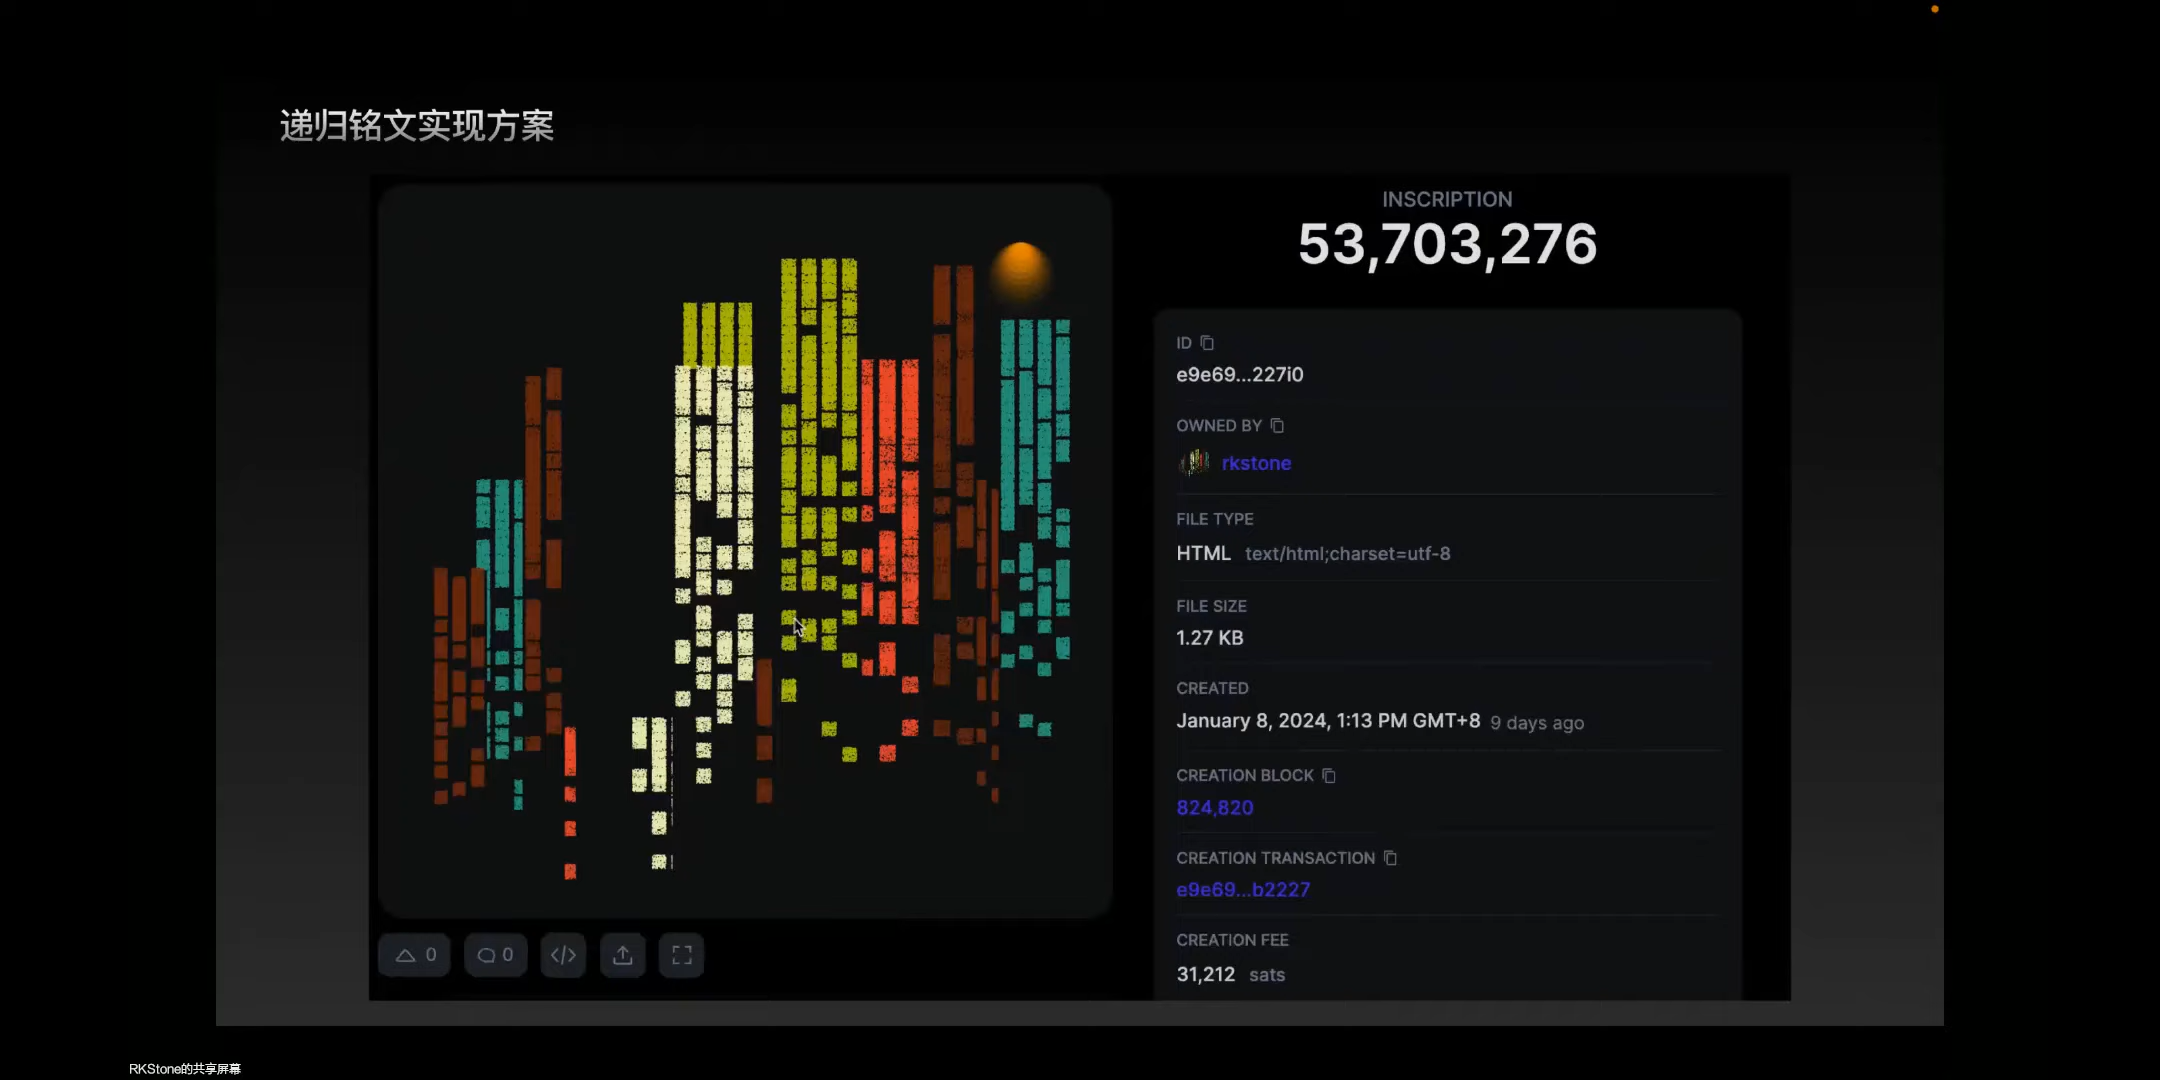 递归铭文实现方案
INSCRIPTION
53,703,276
ID
e9e69...227i0
OWNED BY
rkstone
FILE TYPE
HTML text/html;charset=utf-8
FILE SIZE
1.27 KB
CREATED
January 8, 2024, 1:13 PM GMT+8 9 days ago
CREATION BLOCK
824,820
CREATION TRANSACTION
e9e69...b2227
CREATION FEE
31,212 sats
0 0 </>
RKStone的共享屏幕